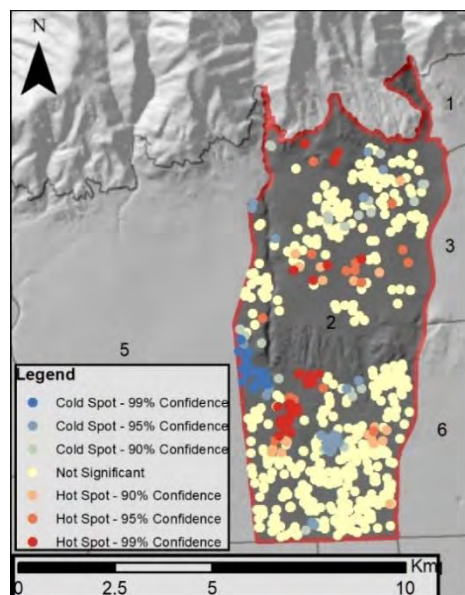 N
1
3
2
5
6
Legend
Cold Spot - 99% Confidence
Cold Spot - 95% Confidence
Cold Spot - 90% Confidence
Not Significant
Hot Spot - 90% Confidence
Hot Spot - 95% Confidence
Hot Spot - 99% Confidence
Km
0 2.5 5 10